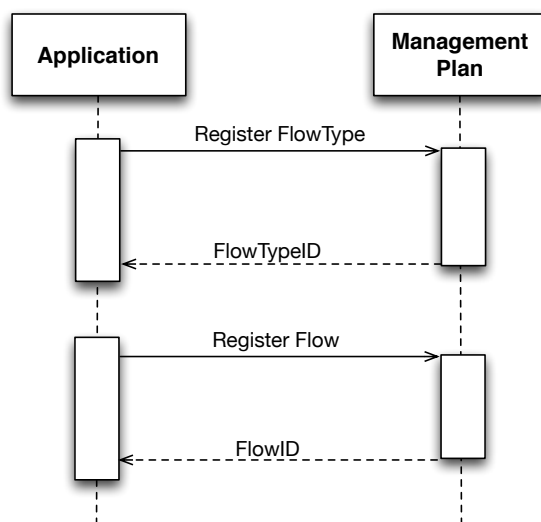 Application
Management
Plan
Register FlowType
FlowTypeID
Register Flow
FlowID